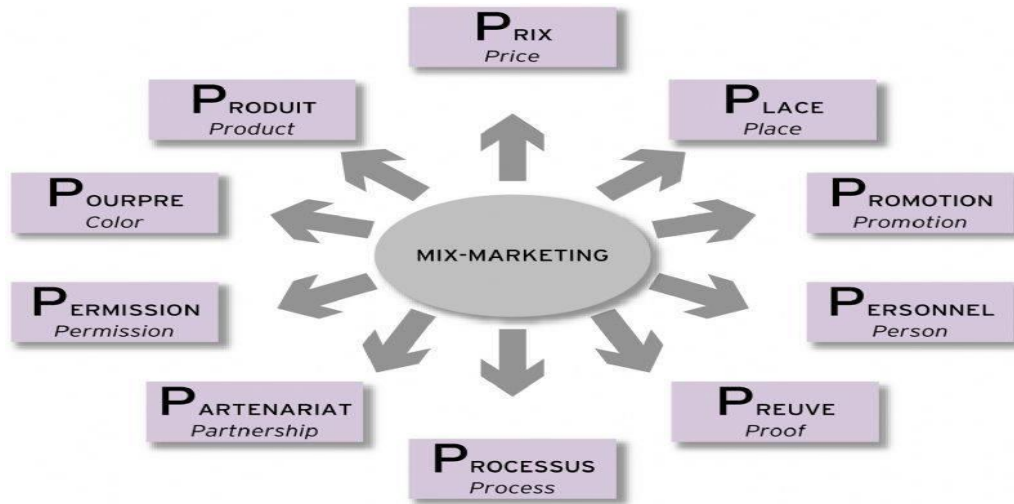 PRIX
Price
PRODUIT
Product
PLACE
Place
POURPRE
Color
PROMOTION
Promotion
MIX-MARKETING
PERMISSION
Permission
PERSONNEL
Person
PARTENARIAT
Partnership
PREUVE
Proof
PROCESSUS
Process